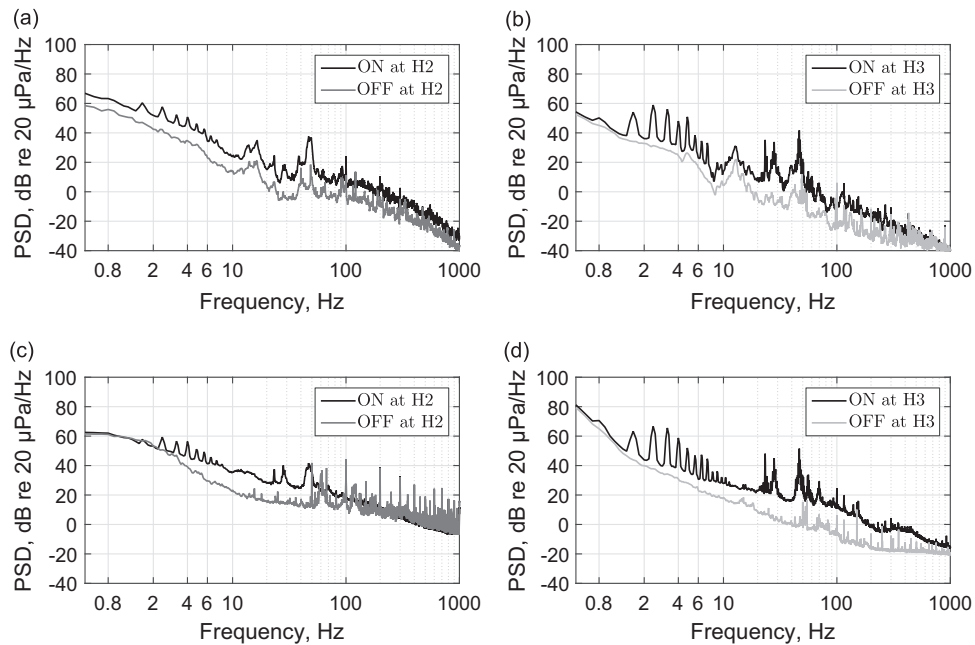 (a)
PSD, dB re 20 μPa/Hz
100
80
60
40
20
0
-20
-40
ON at H2
OFF at H2
0.8 2 4 6 10 100 1000
Frequency, Hz
(b)
PSD, dB re 20 μPa/Hz
100
80
60
40
20
0
-20
-40
ON at H3
OFF at H3
0.8 2 4 6 10 100 1000
Frequency, Hz
(c)
PSD, dB re 20 μPa/Hz
100
80
60
40
20
0
-20
-40
ON at H2
OFF at H2
0.8 2 4 6 10 100 1000
Frequency, Hz
(d)
PSD, dB re 20 μPa/Hz
100
80
60
40
20
0
-20
-40
ON at H3
OFF at H3
0.8 2 4 6 10 100 1000
Frequency, Hz